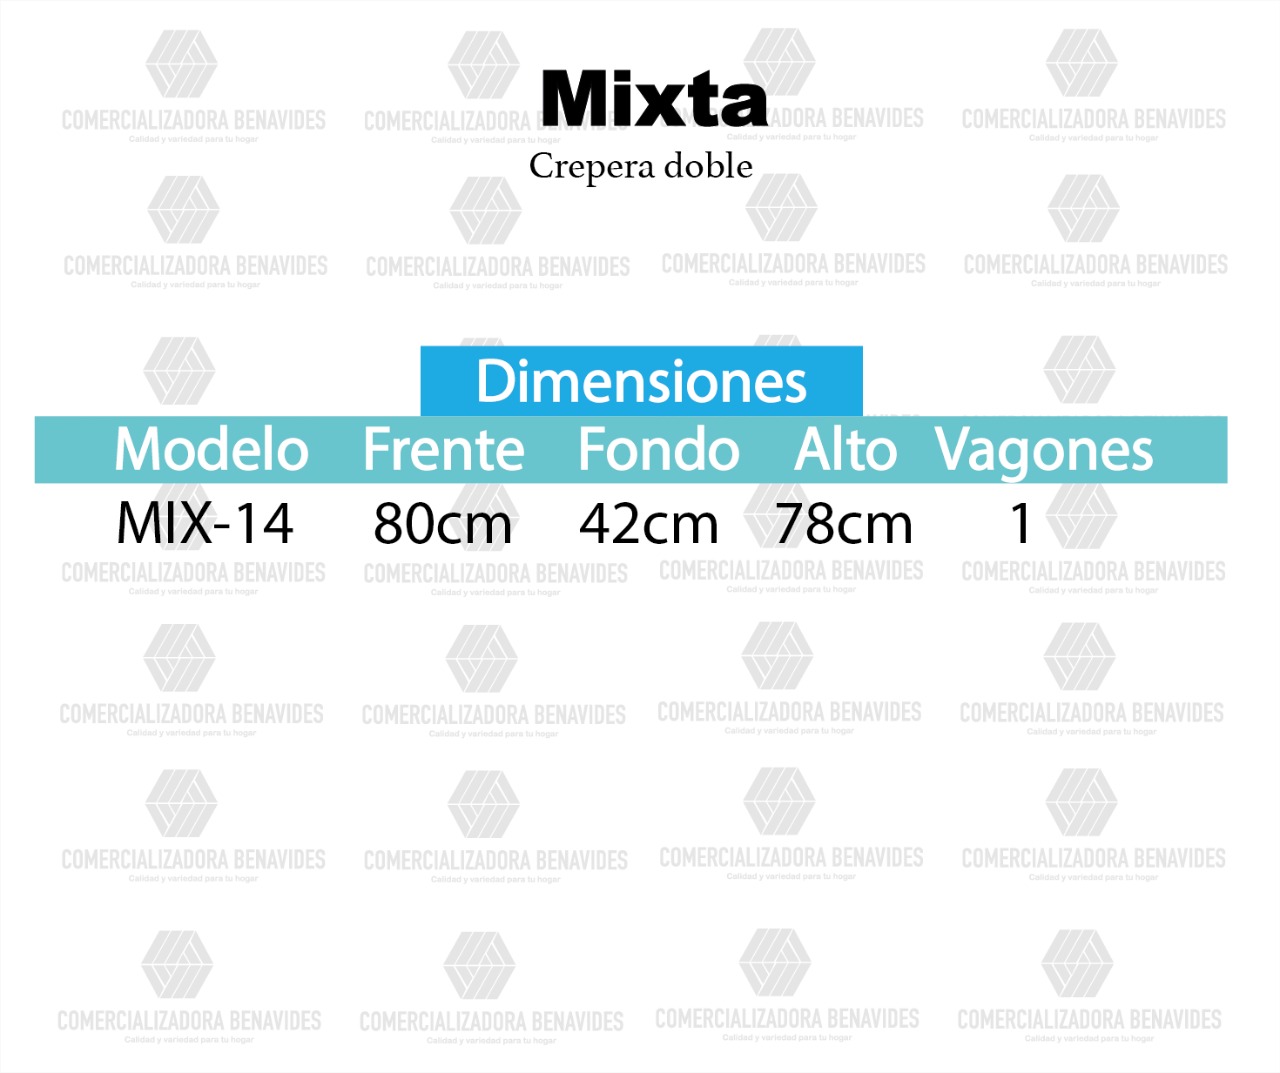 COMERCIALIZADORA BENAVIDES
Calidad y variedad para tu hogar
Mixta
Crepera doble
Dimensiones
Modelo Frente Fondo Alto Vagones
MIX-14 80cm 42cm 78cm 1